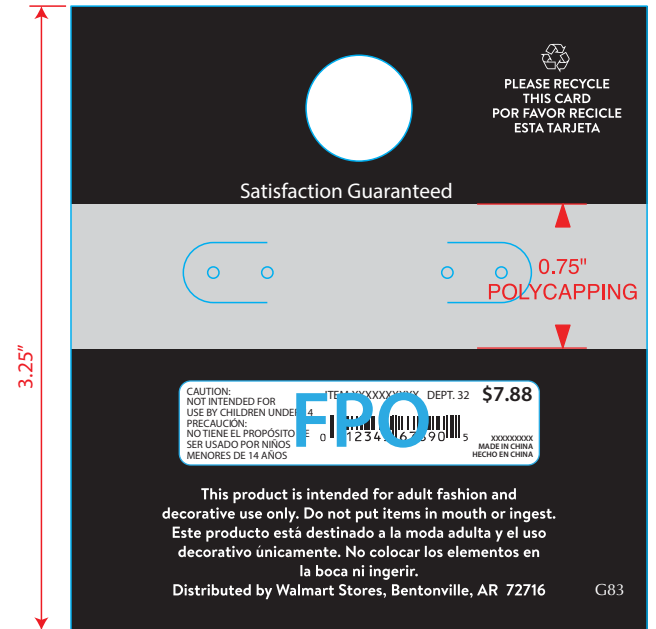 PLEASE RECYCLE
THIS CARD
POR FAVOR RECICLE
ESTA TARJETA
Satisfaction Guaranteed
0.75"
POLYCAPPING
3.25"
CAUTION:
NOT INTENDED FOR
USE BY CHILDREN UNDER 14
PRECAUCIÓN:
NO TIENE EL PROPÓSITO DE
SER USADO POR NIÑOS
MENORES DE 14 AÑOS
ITEM XXXXXXXXXX DEPT. 32 $7.88
FPO
0 12345 67890 5
XXXXXXXXX
MADE IN CHINA
HECHO EN CHINA
This product is intended for adult fashion and
decorative use only. Do not put items in mouth or ingest.
Este producto está destinado a la moda adulta y el uso
decorativo únicamente. No colocar los elementos en
la boca ni ingerir.
Distributed by Walmart Stores, Bentonville, AR 72716
G83